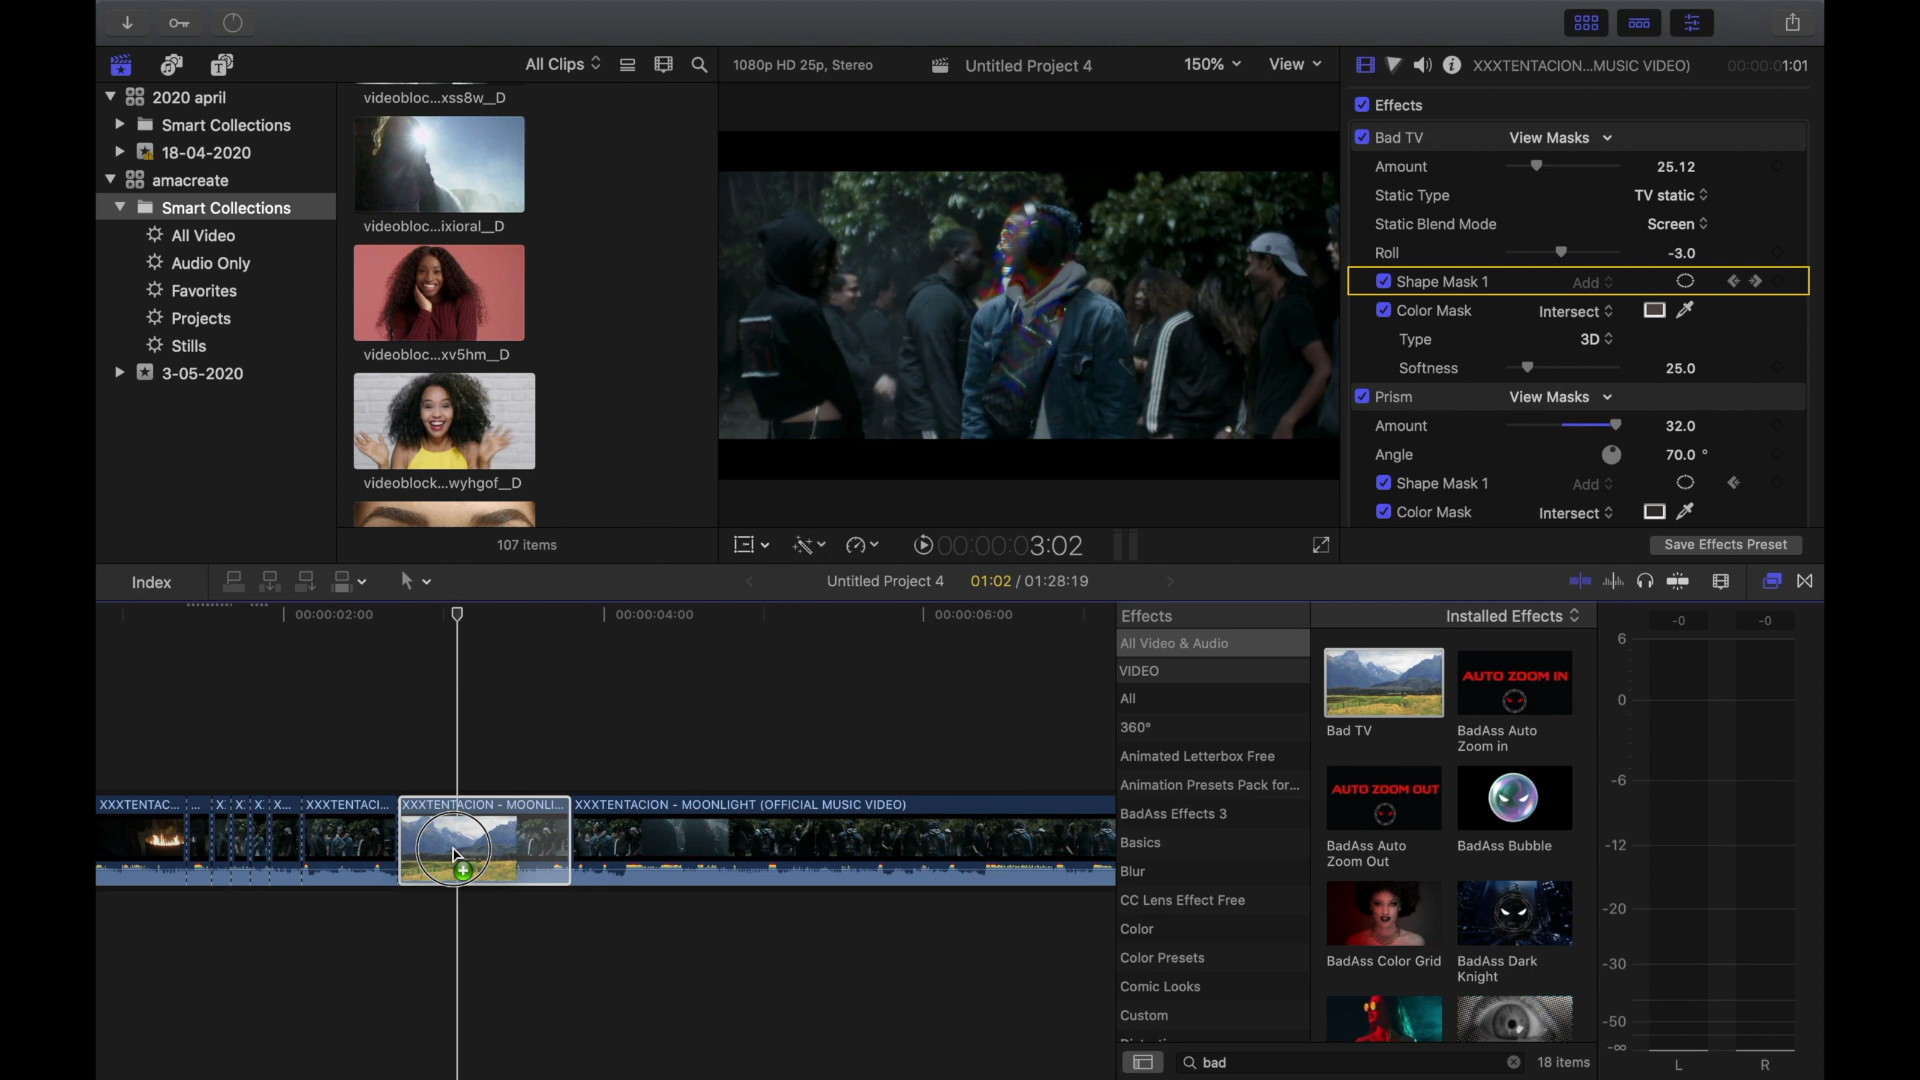 All Clips
1080p HD 25p, Stereo
Untitled Project 4
150%
View
XXXTENTACION...MUSIC VIDEO)
00:00:01:01
2020 april
Smart Collections
18-04-2020
amacreate
Smart Collections
All Video
Audio Only
Favorites
Projects
Stills
3-05-2020
videobloc...xss8w__D
videobloc...ixioral__D
videobloc...xv5hm__D
videoblock...wyhgof__D
107 items
Effects
Bad TV
View Masks
Amount
25.12
Static Type
TV static
Static Blend Mode
Screen
Roll
-3.0
Shape Mask 1
Add
Color Mask
Intersect
Type
3D
Softness
25.0
Prism
View Masks
Amount
32.0
Angle
70.0 °
Shape Mask 1
Add
Color Mask
Intersect
00:00:03:02
Save Effects Preset
Index
Untitled Project 4
01:02 / 01:28:19
00:00:02:00
00:00:04:00
00:00:06:00
XXXTENTAC...
...
X
X
X
X...
XXXTENTACI...
XXXTENTACION - MOONLI...
XXXTENTACION - MOONLIGHT (OFFICIAL MUSIC VIDEO)
Effects
All Video & Audio
VIDEO
All
360°
Animated Letterbox Free
Animation Presets Pack for...
BadAss Effects 3
Basics
Blur
CC Lens Effect Free
Color
Color Presets
Comic Looks
Custom
Installed Effects
Bad TV
AUTO ZOOM IN
BadAss Auto
Zoom in
AUTO ZOOM OUT
BadAss Auto
Zoom Out
BadAss Bubble
BadAss Color Grid
BadAss Dark
Knight
bad
18 items
-0
-0
6
0
-6
-12
-20
-30
-50
-∞
L
R